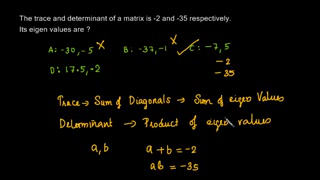 The trace and determinant of a matrix is -2 and -35 respectively.
Its eigen values are ?
A: -30, -5 X B: -37, -1 X C: -7, 5
D: 17.5, -2
-2
-35
Trace → Sum of Diagonals → Sum of eigen Values
Determinant → Product of eigen values
a, b a + b = -2
ab = -35